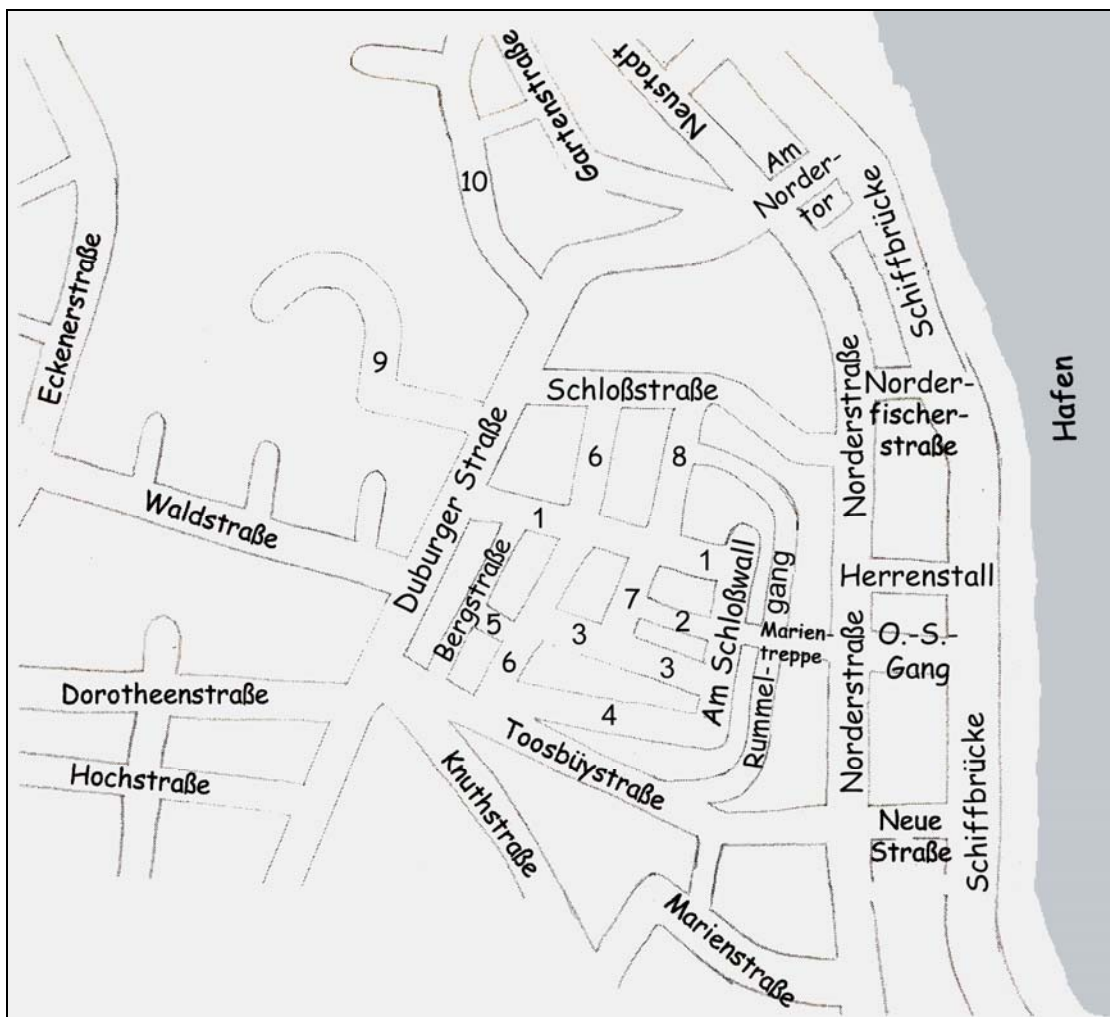 Gartenstraße
Neustadt
Am
Norder-
tor
Schiffbrücke
10
Eckenerstraße
9
Hafen
Schloßstraße
Norderstraße
Norder-
fischer-
straße
Duburger Straße
6
8
Waldstraße
1
1
Bergstraße
Am Schloßwall
Rummel-
gang
Herrenstall
7
5
3
2
3
Marien-
treppe
O.-S.-
Gang
6
4
Dorotheenstraße
Norderstraße
Toosbüystraße
Hochstraße
Knuthstraße
Neue
Straße
Schiffbrücke
Marienstraße